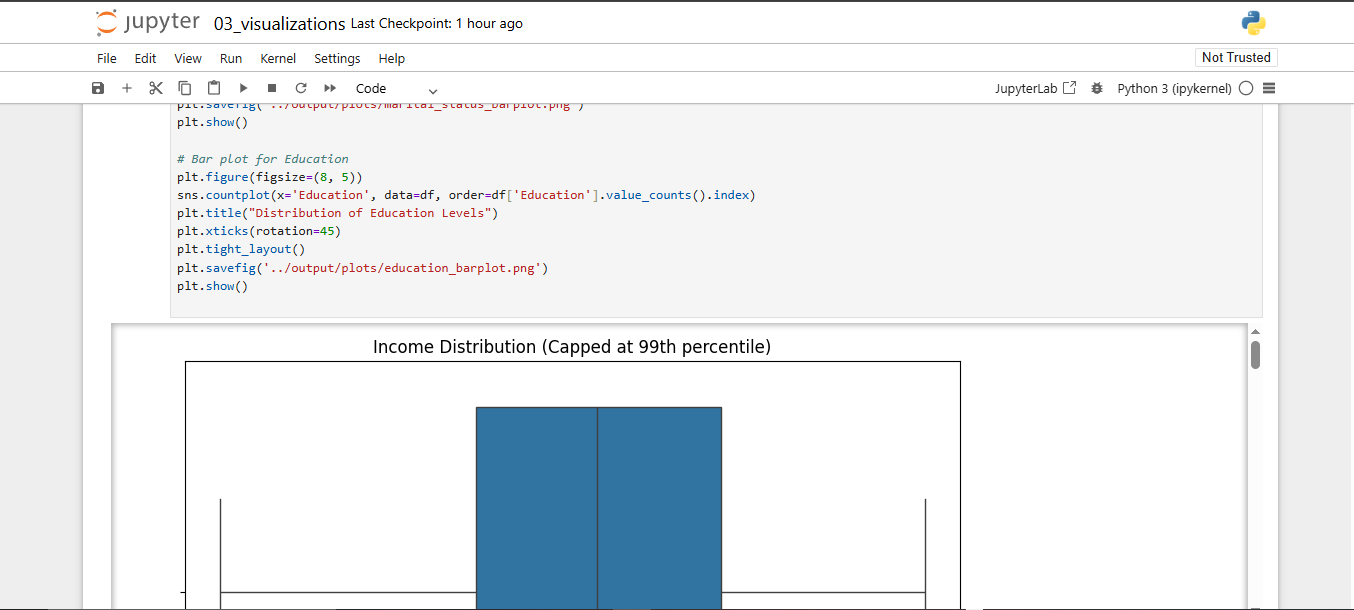 jupyter 03_visualizations Last Checkpoint: 1 hour ago
File Edit View Run Kernel Settings Help Not Trusted
Code JupyterLab Python 3 (ipykernel)
plt.savefig('../output/plots/marital_status_barplot.png')
plt.show()
# Bar plot for Education
plt.figure(figsize=(8, 5))
sns.countplot(x='Education', data=df, order=df['Education'].value_counts().index)
plt.title("Distribution of Education Levels")
plt.xticks(rotation=45)
plt.tight_layout()
plt.savefig('../output/plots/education_barplot.png')
plt.show()
Income Distribution (Capped at 99th percentile)